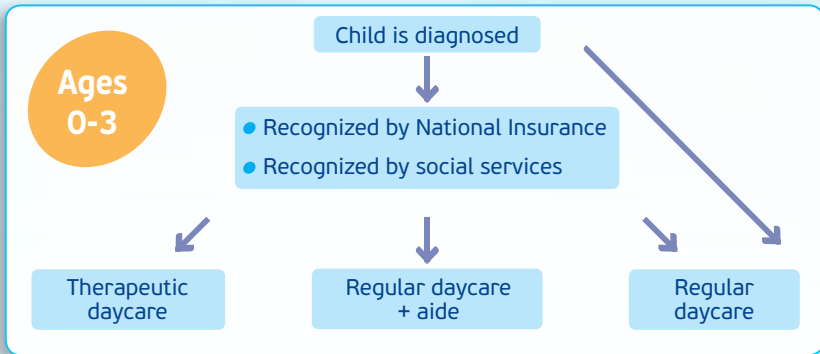 Child is diagnosed
Ages
0-3
● Recognized by National Insurance
● Recognized by social services
Therapeutic
daycare
Regular daycare
+ aide
Regular
daycare